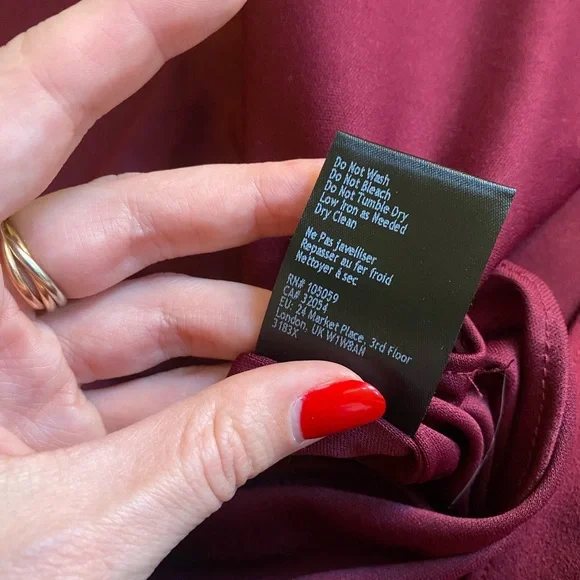 Do Not Wash
Do Not Bleach
Do Not Tumble Dry
Low Iron as Needed
Dry Clean
Ne Pas Javelliser
Repasser au fer froid
Nettoyer à sec
RN# 105059
CA# 32054
EU: 24 Market Place, 3rd Floor
London, UK W1W8AN
3T83X